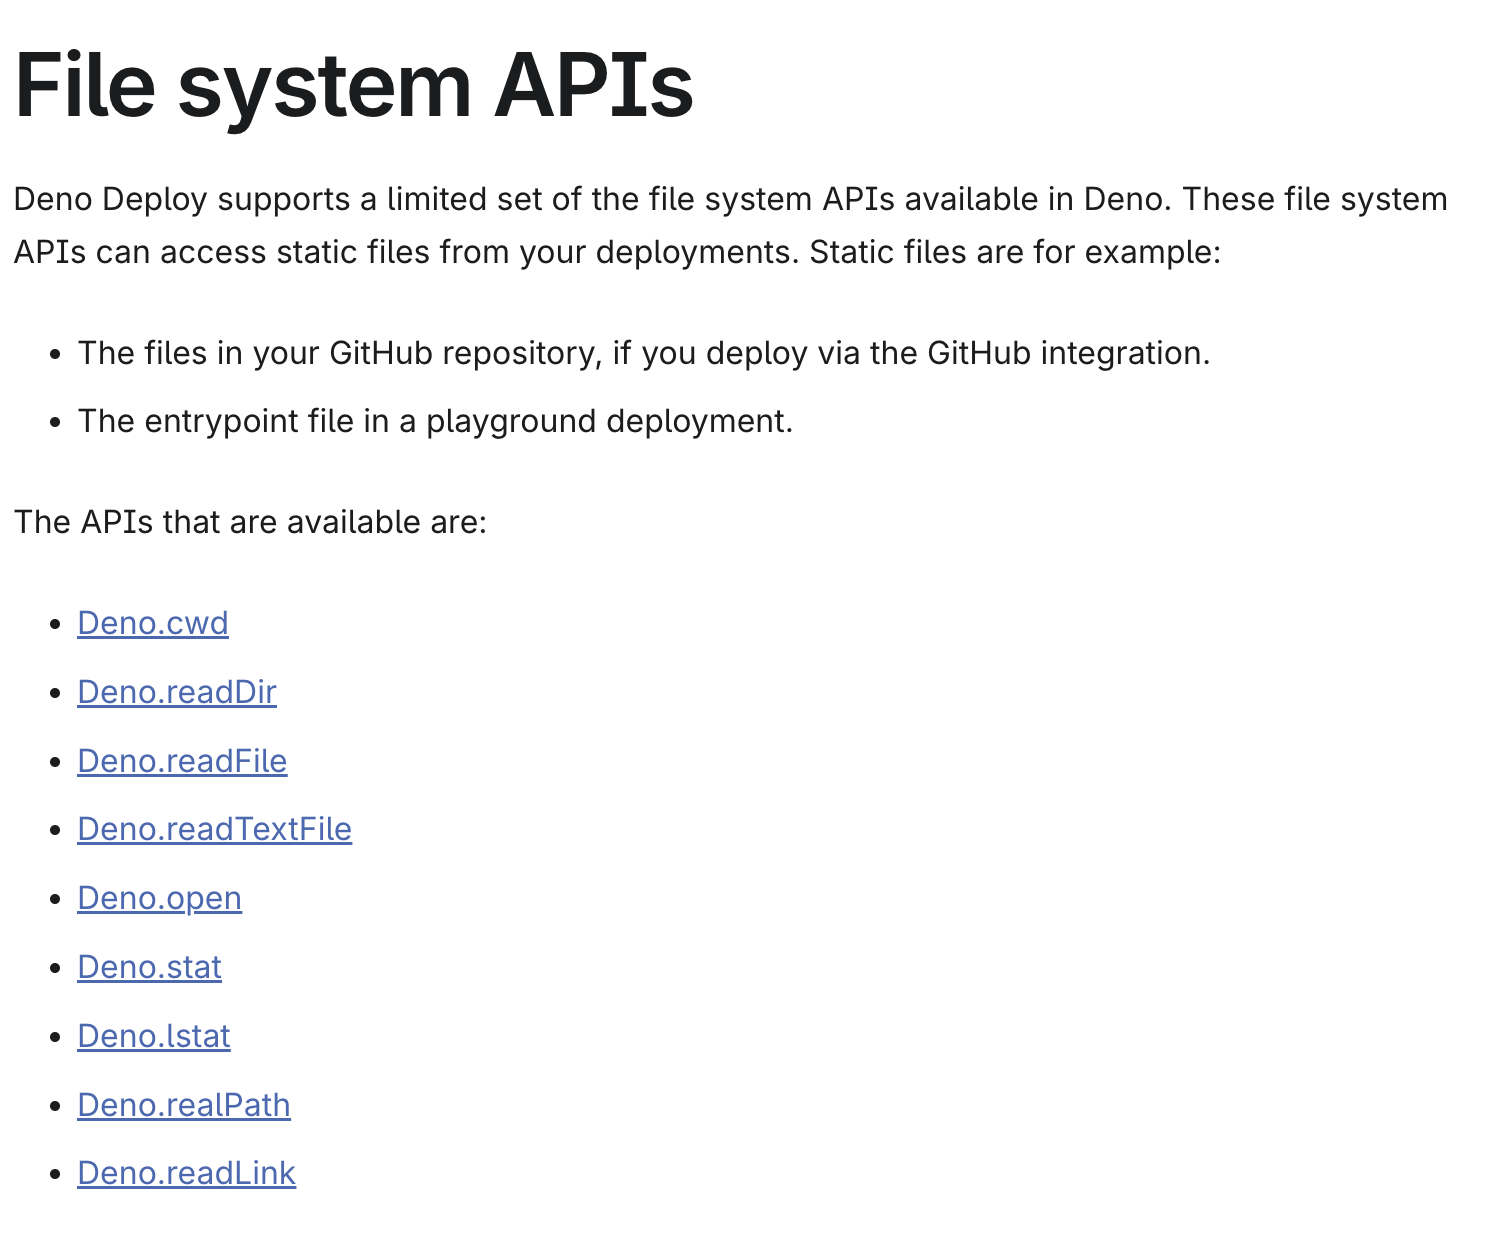 File system APIs
Deno Deploy supports a limited set of the file system APIs available in Deno. These file system
APIs can access static files from your deployments. Static files are for example:
• The files in your GitHub repository, if you deploy via the GitHub integration.
• The entrypoint file in a playground deployment.
The APIs that are available are:
• Deno.cwd
• Deno.readDir
• Deno.readFile
• Deno.readTextFile
• Deno.open
• Deno.stat
• Deno.lstat
• Deno.realPath
• Deno.readLink